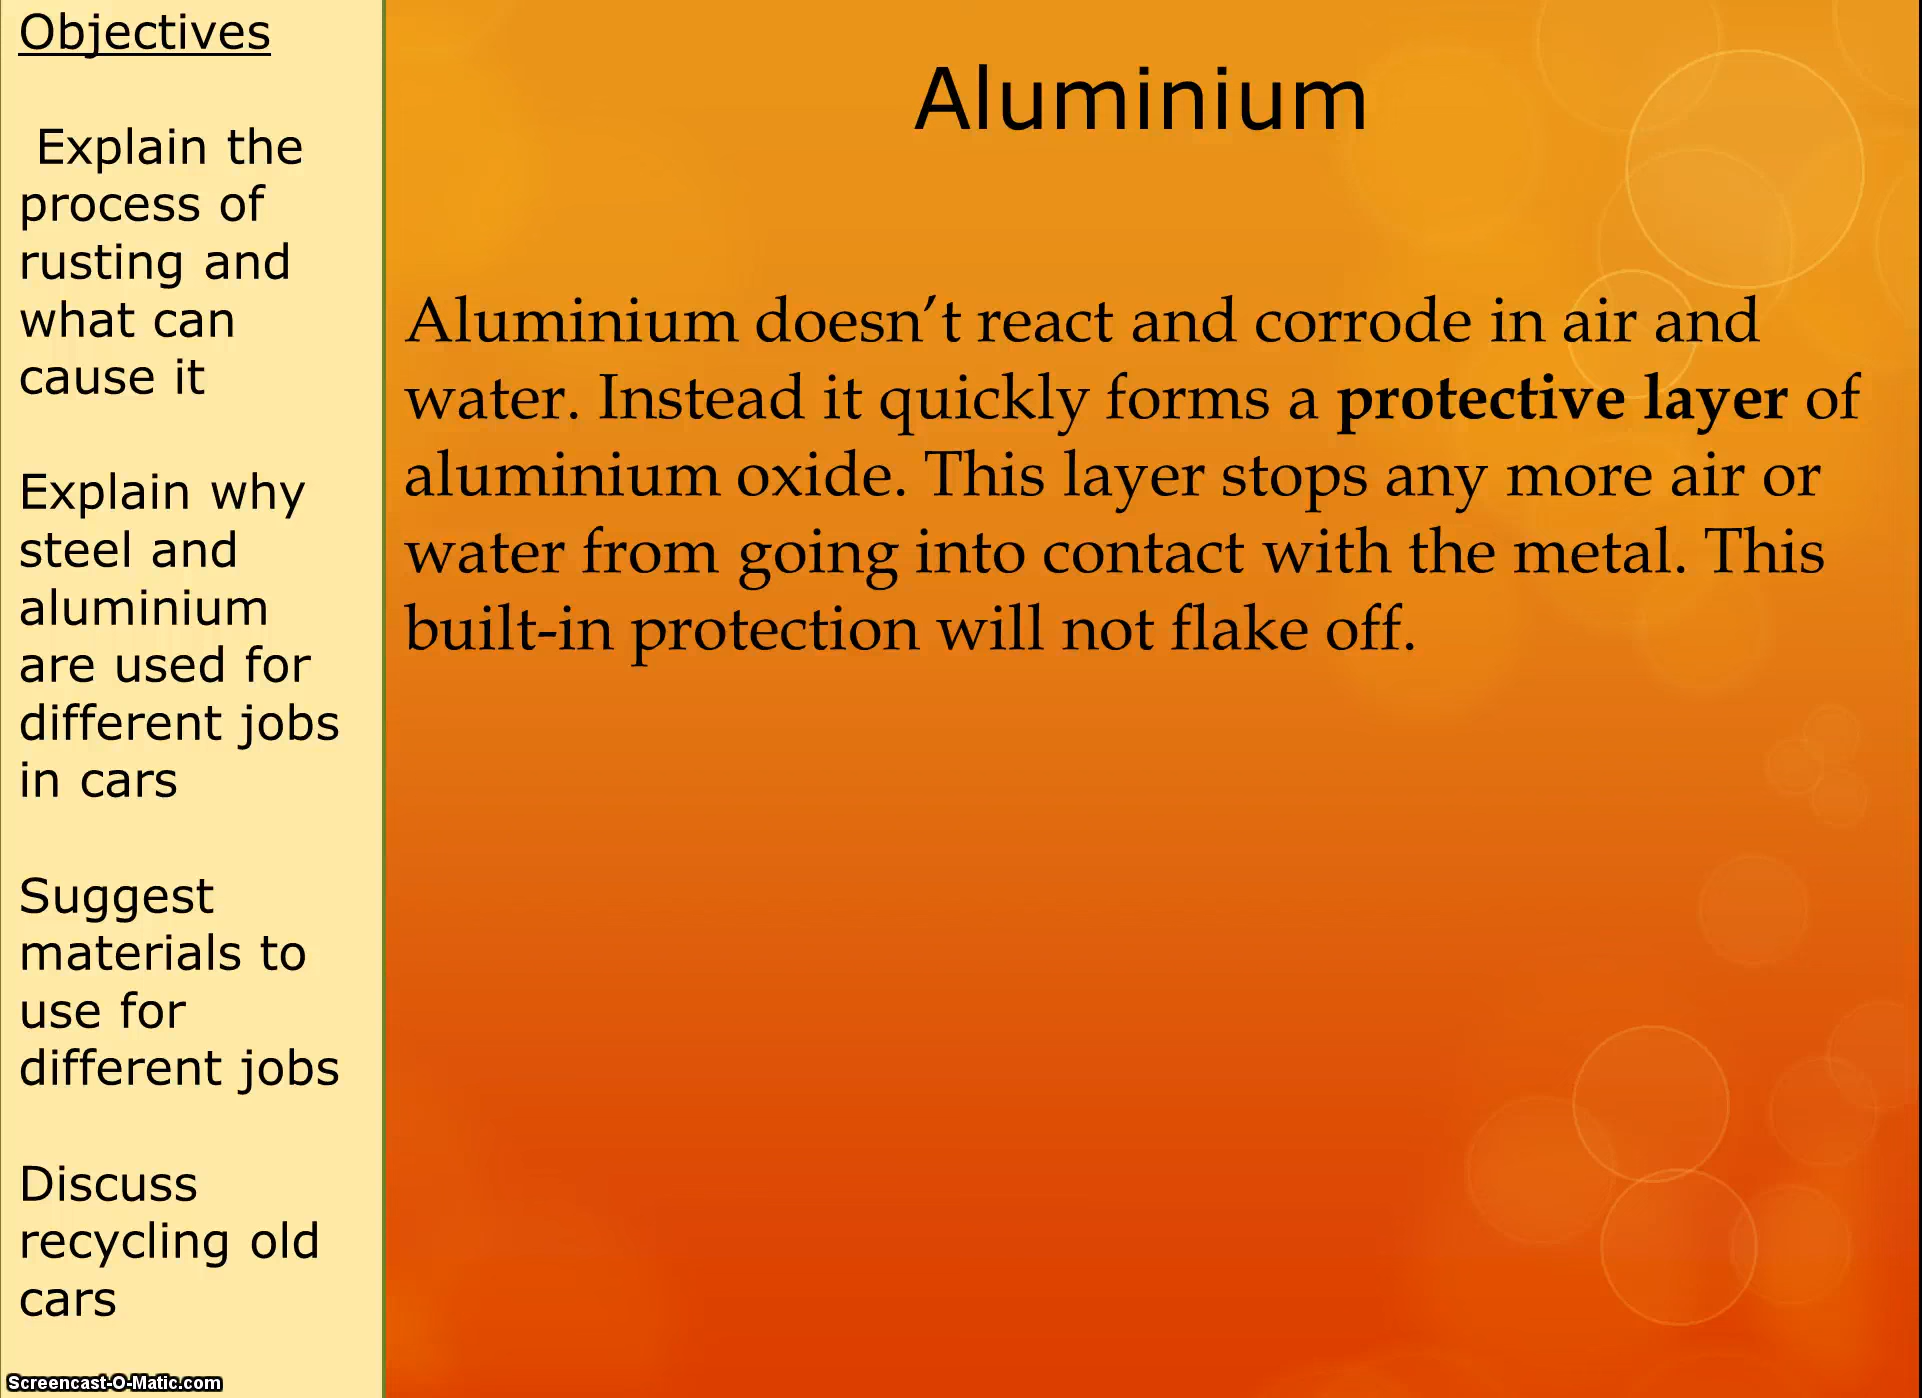 Objectives
Explain the
process of
rusting and
what can
cause it
Explain why
steel and
aluminium
are used for
different jobs
in cars
Suggest
materials to
use for
different jobs
Discuss
recycling old
cars
Aluminium
Aluminium doesn’t react and corrode in air and
water. Instead it quickly forms a protective layer of
aluminium oxide. This layer stops any more air or
water from going into contact with the metal. This
built-in protection will not flake off.
Screencast-O-Matic.com